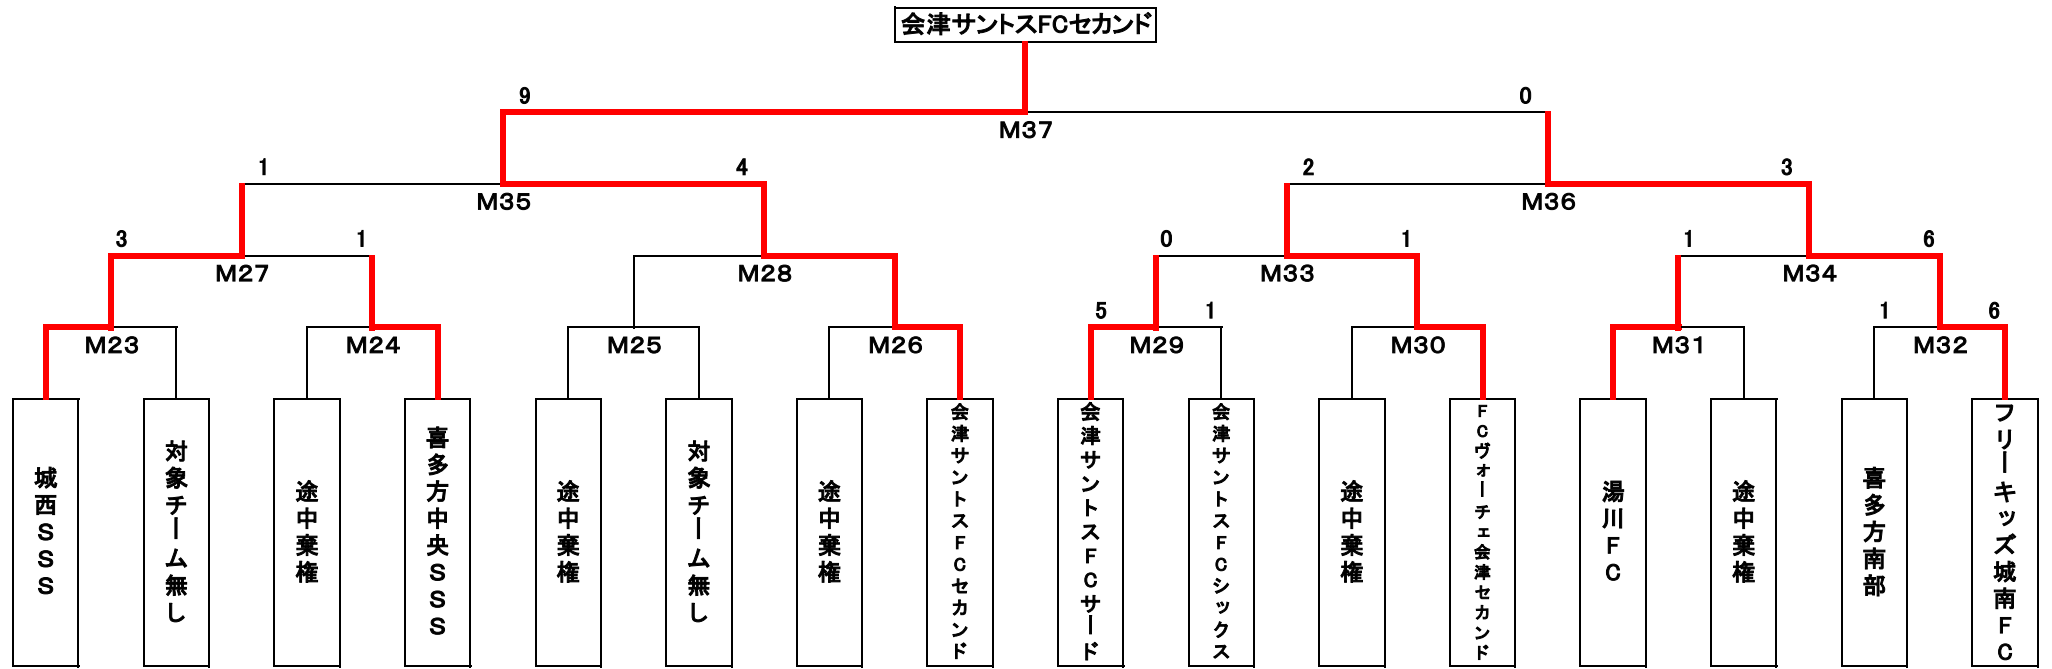 会津サントスFCセカンド
9
0
M37
1
4
2
3
M35
M36
3
1
0
1
1
6
M27
M28
M33
M34
5
1
1
6
M23
M24
M25
M26
M29
M30
M31
M32
城西SSS
対象チーム無し
途中棄権
喜多方中央SSS
途中棄権
対象チーム無し
途中棄権
会津サントスFCセカンド
会津サントスFCサード
会津サントスFCシックス
途中棄権
FCヴォーチェ会津セカンド
湯川FC
途中棄権
喜多方南部
フリーキッズ城南FC